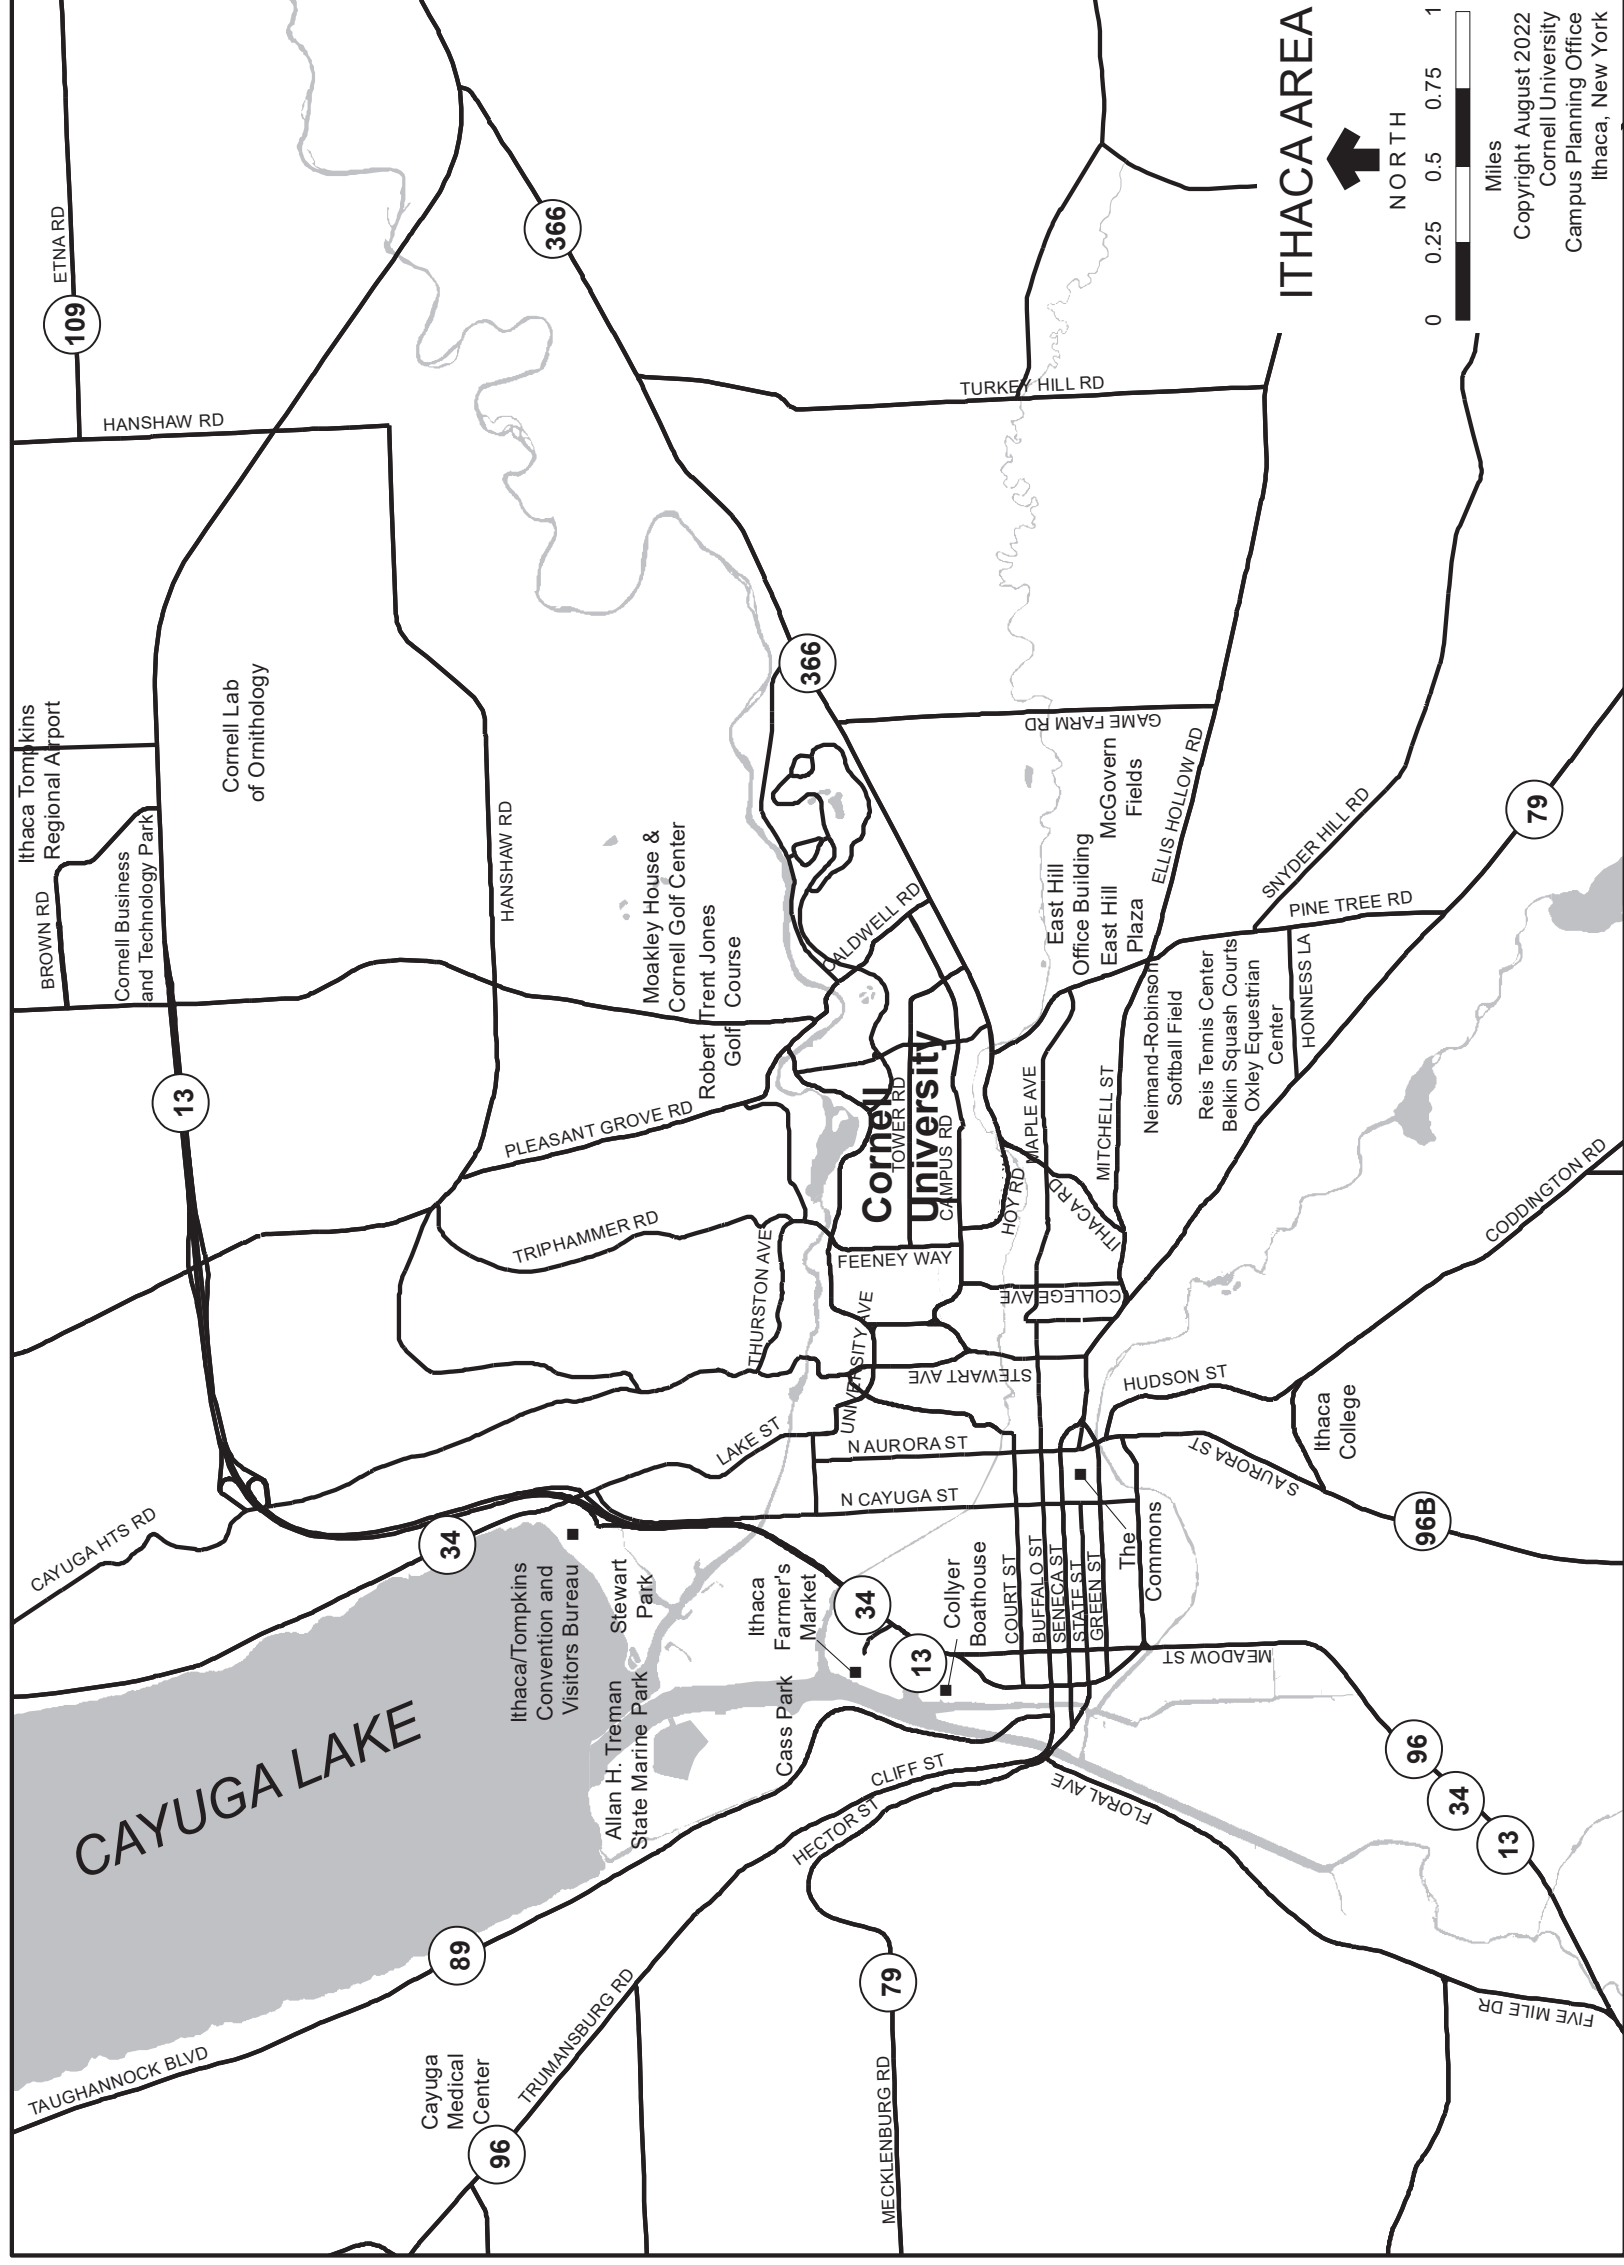 CAYUGA LAKE
TAUGHANNOCK BLVD
89
Cayuga
Medical
Center
96
TRUMANSBURG RD
79
MECKLENBURG RD
HECTOR ST
CLIFF ST
FLORAL AVE
FIVE MILE DR
CAYUGA HTS RD
34
Ithaca/Tompkins
Convention and
Visitors Bureau
Stewart
Park
Allan H. Treman
State Marine Park
Cass Park
Ithaca
Farmer's
Market
34
13
Collyer
Boathouse
COURT ST
BUFFALO ST
SENECA ST
STATE ST
GREEN ST
The
Commons
MEADOW ST
96
34
13
LAKE ST
N AURORA ST
N CAYUGA ST
S AURORA ST
96B
HUDSON ST
Ithaca
College
CODDINGTON RD
13
PLEASANT GROVE RD
TRIPHAMMER RD
THURSTON AVE
UNIVERSITY AVE
STEWART AVE
FEENEY WAY
COLLEGE AVE
Cornell
University
TOWER RD
CAMPUS RD
HOY RD
MAPLE AVE
ITHACA RD
MITCHELL ST
BROWN RD
Ithaca Tompkins
Regional Airport
Cornell Business
and Technology Park
Cornell Lab
of Ornithology
HANSHAW RD
Moakley House &
Cornell Golf Center
Robert Trent Jones
Golf Course
CALDWELL RD
366
GAME FARM RD
McGovern
Fields
East Hill
Office Building
East Hill
Plaza
ELLIS HOLLOW RD
Neimand-Robinson
Softball Field
Reis Tennis Center
Belkin Squash Courts
Oxley Equestrian
Center
HONNESS LA
PINE TREE RD
SNYDER HILL RD
79
HANSHAW RD
109
ETNA RD
366
TURKEY HILL RD
ITHACA AREA
NORTH
0 0.25 0.5 0.75 1
Miles
Copyright August 2022
Cornell University
Campus Planning Office
Ithaca, New York